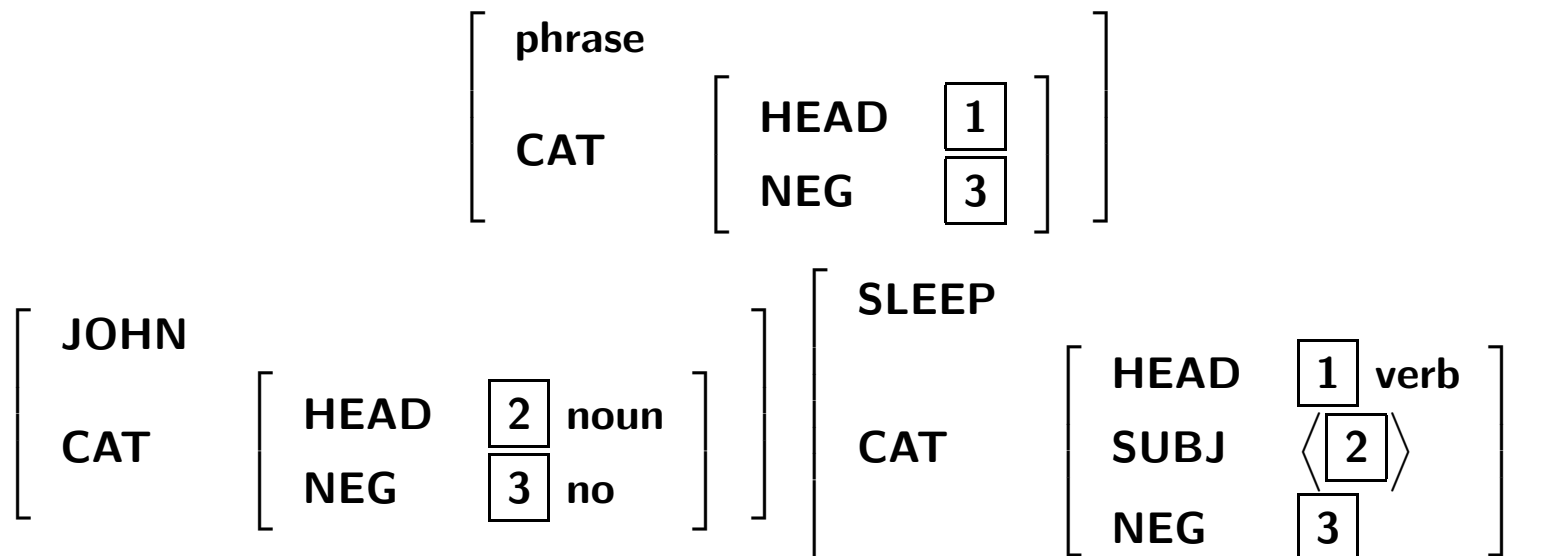 phrase
CAT
HEAD 1
NEG 3
JOHN
CAT
HEAD 2 noun
NEG 3 no
SLEEP
CAT
HEAD 1 verb
SUBJ ⟨2⟩
NEG 3